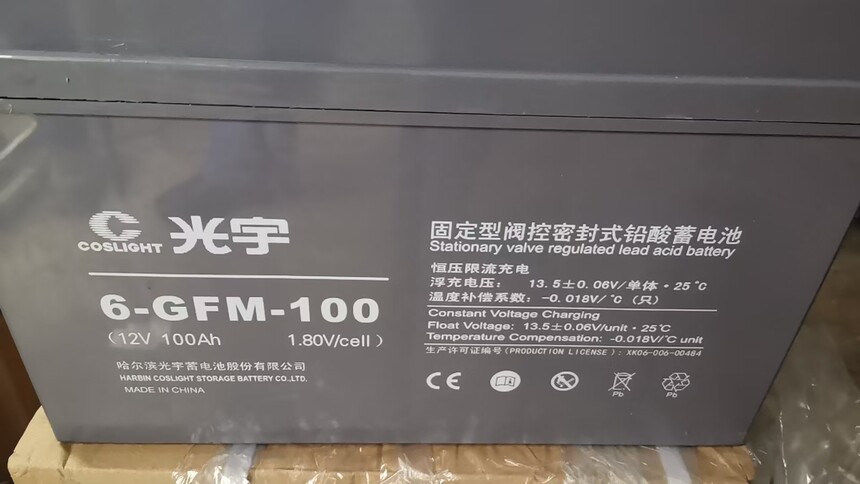 COSLIGHT 光宇
6-GFM-100
(12V 100Ah 1.80V/cell)
哈尔滨光宇蓄电池股份有限公司
HARBIN COSLIGHT STORAGE BATTERY CO.,LTD.
MADE IN CHINA
固定型阀控密封式铅酸蓄电池
Stationary valve regulated lead acid battery
恒压限流充电
浮充电压: 13.5±0.06V/单体·25℃
温度补偿系数: -0.018V/℃(只)
Constant Voltage Charging
Float Voltage: 13.5±0.06V/unit·25℃
Temperature Compensation: -0.018V/℃ unit
生产许可证编号(PRODUCTION LICENSE): XK06-006-00484
CE
Pb Pb